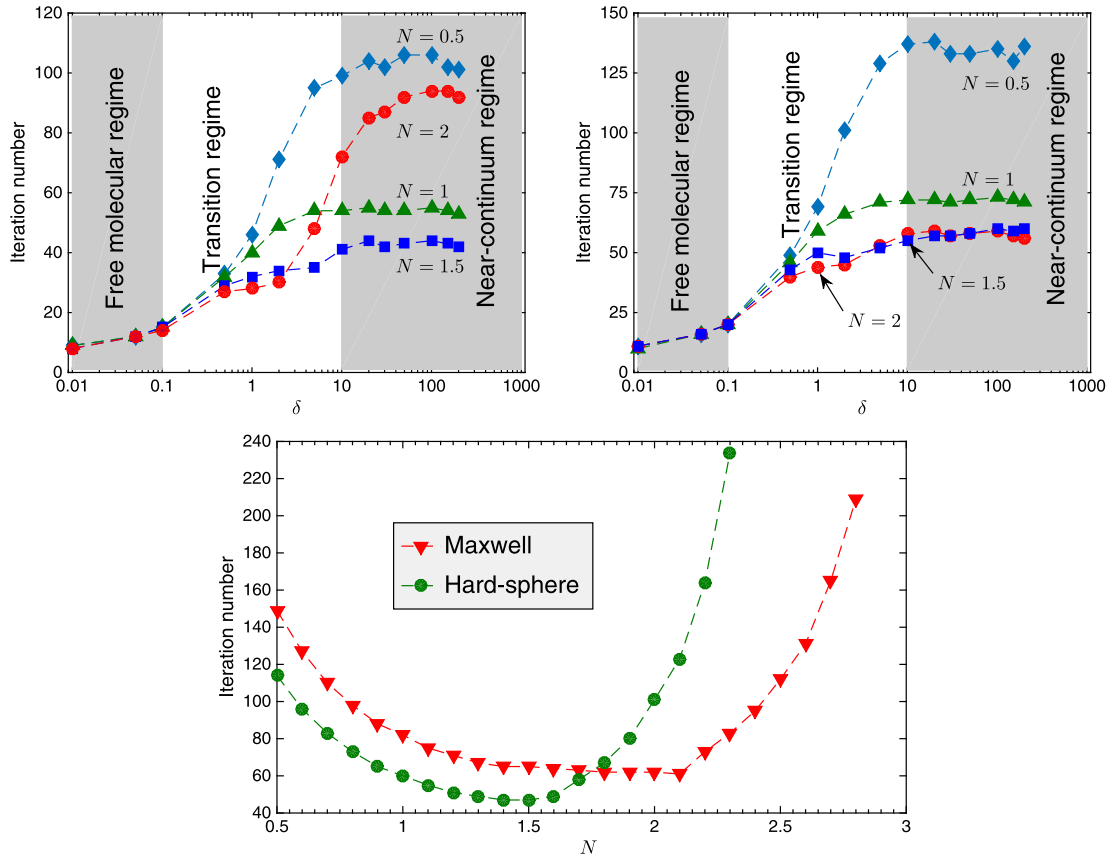 120
100
80
60
40
20
0
Iteration number
0.01
0.1
1
10
100
1000
δ
Free molecular regime
Transition regime
Near-continuum regime
N = 0.5
N = 2
N = 1
N = 1.5
150
125
100
75
50
25
0
Iteration number
0.01
0.1
1
10
100
1000
δ
Free molecular regime
Transition regime
Near-continuum regime
N = 0.5
N = 1
N = 1.5
N = 2
240
220
200
180
160
140
120
100
80
60
40
Iteration number
Maxwell
Hard-sphere
0.5
1
1.5
2
2.5
3
N